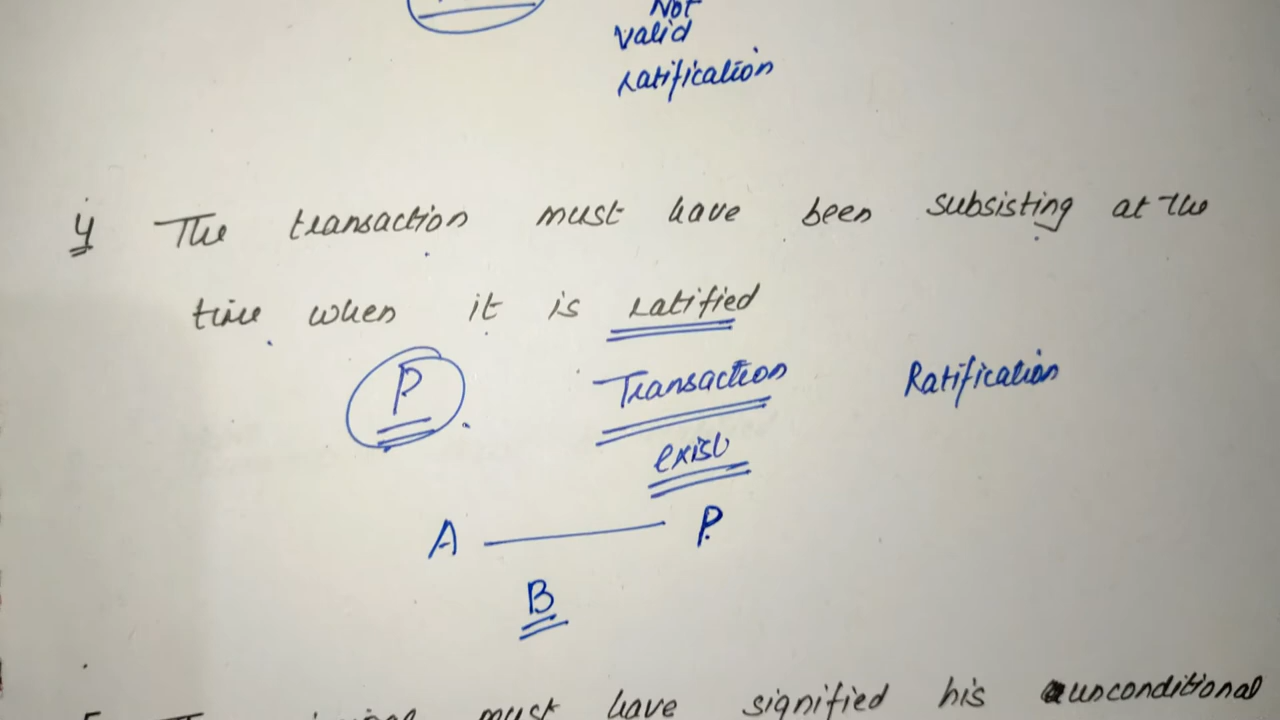 Not
valid
ratification
4 The transaction must have been subsisting at the
time when it is ratified
P Transaction Ratification
exist
A P.
B
must have signified his unconditional